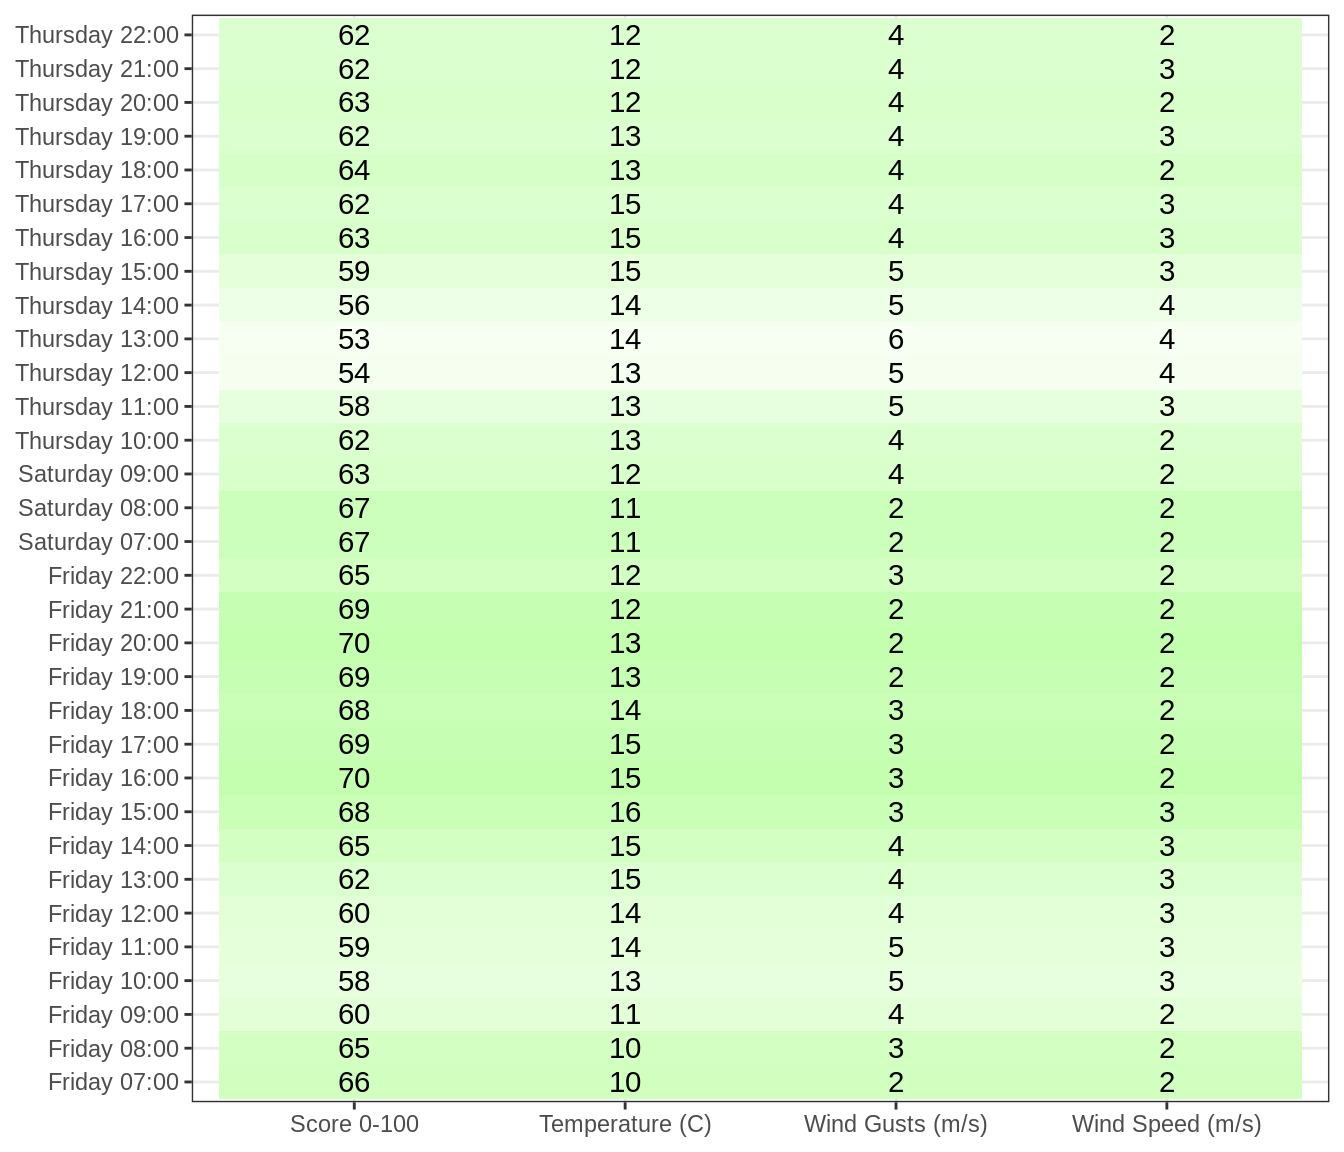 Thursday 22:00 62 12 4 2
Thursday 21:00 62 12 4 3
Thursday 20:00 63 12 4 2
Thursday 19:00 62 13 4 3
Thursday 18:00 64 13 4 2
Thursday 17:00 62 15 4 3
Thursday 16:00 63 15 4 3
Thursday 15:00 59 15 5 3
Thursday 14:00 56 14 5 4
Thursday 13:00 53 14 6 4
Thursday 12:00 54 13 5 4
Thursday 11:00 58 13 5 3
Thursday 10:00 62 13 4 2
Saturday 09:00 63 12 4 2
Saturday 08:00 67 11 2 2
Saturday 07:00 67 11 2 2
Friday 22:00 65 12 3 2
Friday 21:00 69 12 2 2
Friday 20:00 70 13 2 2
Friday 19:00 69 13 2 2
Friday 18:00 68 14 3 2
Friday 17:00 69 15 3 2
Friday 16:00 70 15 3 2
Friday 15:00 68 16 3 3
Friday 14:00 65 15 4 3
Friday 13:00 62 15 4 3
Friday 12:00 60 14 4 3
Friday 11:00 59 14 5 3
Friday 10:00 58 13 5 3
Friday 09:00 60 11 4 2
Friday 08:00 65 10 3 2
Friday 07:00 66 10 2 2
Score 0-100 Temperature (C) Wind Gusts (m/s) Wind Speed (m/s)